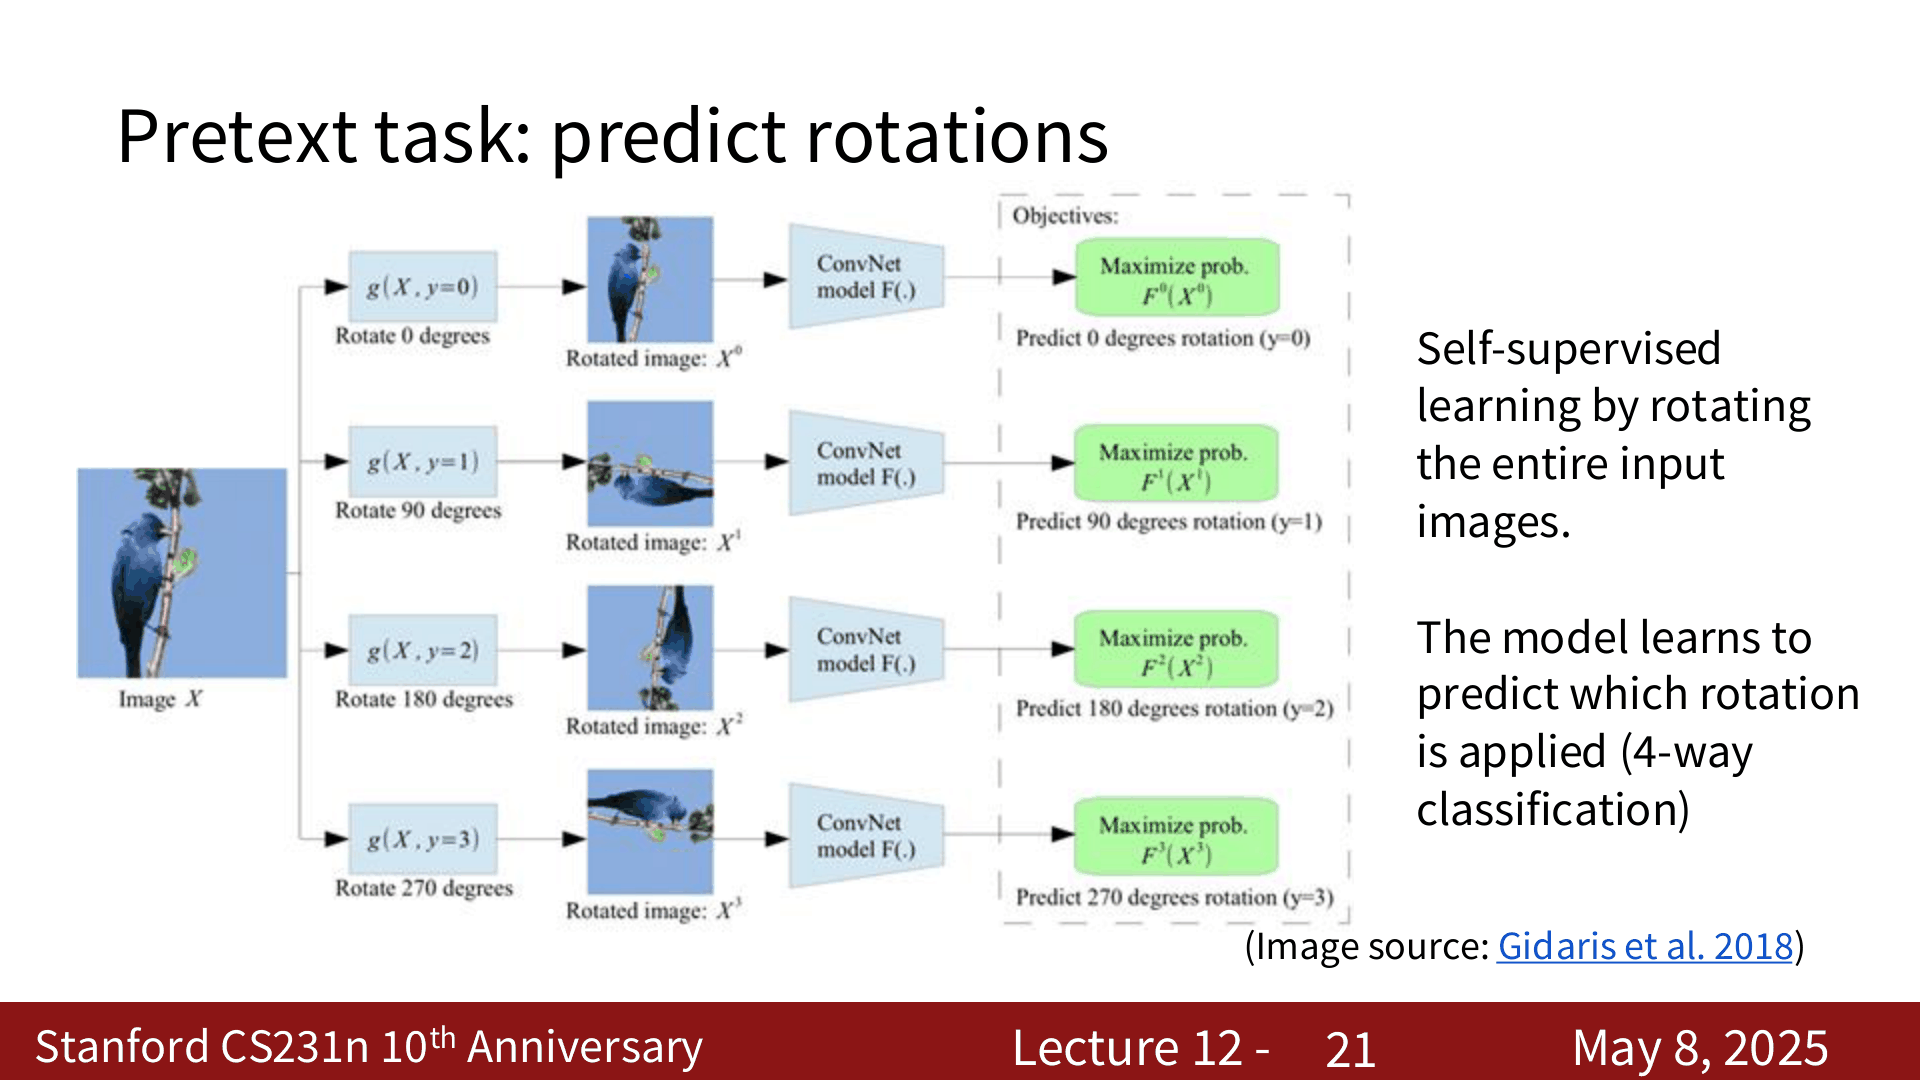 Pretext task: predict rotations
Objectives:
g(X, y=0)
Rotate 0 degrees
Rotated image: X⁰
ConvNet
model F(.)
Maximize prob.
F⁰(X⁰)
Predict 0 degrees rotation (y=0)
g(X, y=1)
Rotate 90 degrees
Rotated image: X¹
ConvNet
model F(.)
Maximize prob.
F¹(X¹)
Predict 90 degrees rotation (y=1)
Image X
g(X, y=2)
Rotate 180 degrees
Rotated image: X²
ConvNet
model F(.)
Maximize prob.
F²(X²)
Predict 180 degrees rotation (y=2)
g(X, y=3)
Rotate 270 degrees
Rotated image: X³
ConvNet
model F(.)
Maximize prob.
F³(X³)
Predict 270 degrees rotation (y=3)
Self-supervised
learning by rotating
the entire input
images.
The model learns to
predict which rotation
is applied (4-way
classification)
(Image source: Gidaris et al. 2018)
Stanford CS231n 10th Anniversary
Lecture 12 - 21
May 8, 2025